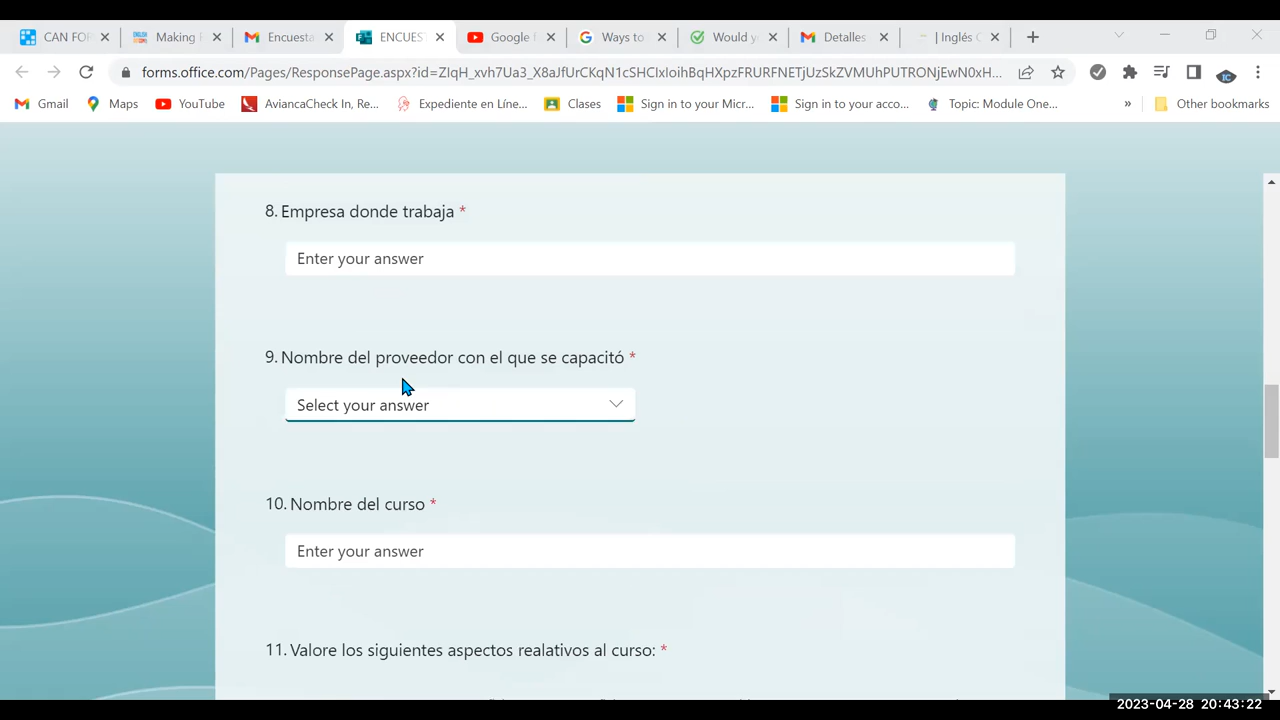 CAN FOR
Making
Encuesta
ENCUES
Google
Ways to
Would y
Detalles
| Inglés C
forms.office.com/Pages/ResponsePage.aspx?id=
Gmail
Maps
YouTube
AviancaCheck In, Re...
Expediente en Líne...
Clases
Sign in to your Micr...
Sign in to your acco...
Topic: Module One...
»
Other bookmarks
8. Empresa donde trabaja *
Enter your answer
9. Nombre del proveedor con el que se capacitó *
Select your answer
10. Nombre del curso *
Enter your answer
11. Valore los siguientes aspectos realativos al curso: *
2023-04-28 20:43:22